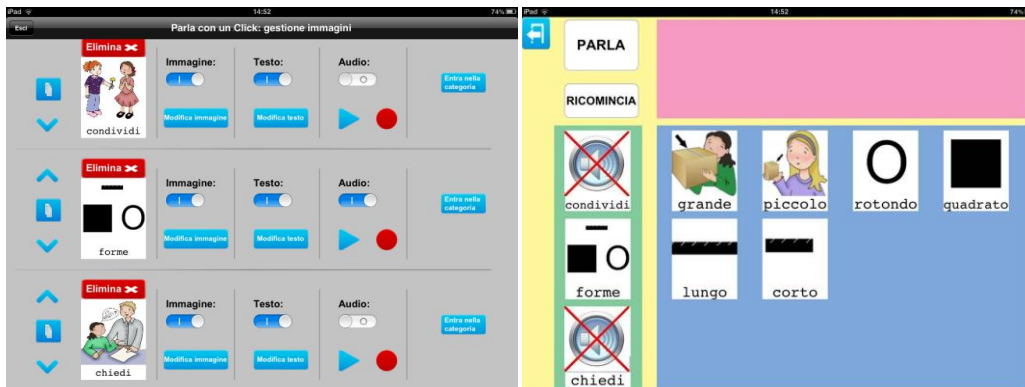 iPad 14:52 74%
Esci Parla con un Click: gestione immagini
Elimina
condividi
Immagine: Testo: Audio:
Modifica immagine Modifica testo
Entra nella
categoria
Elimina
forme
Immagine: Testo: Audio:
Modifica immagine Modifica testo
Entra nella
categoria
Elimina
chiedi
Immagine: Testo: Audio:
Modifica immagine Modifica testo
Entra nella
categoria
iPad 14:52 74%
PARLA
RICOMINCIA
condividi
forme
chiedi
grande piccolo rotondo quadrato
lungo corto